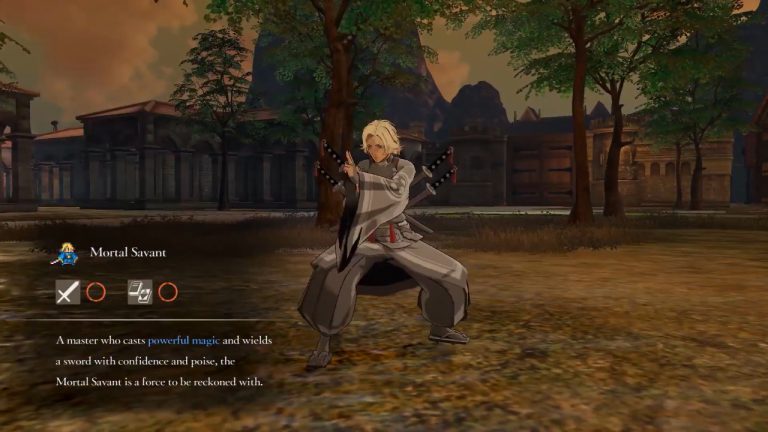 Mortal Savant
A master who casts powerful magic and wields
a sword with confidence and poise, the
Mortal Savant is a force to be reckoned with.